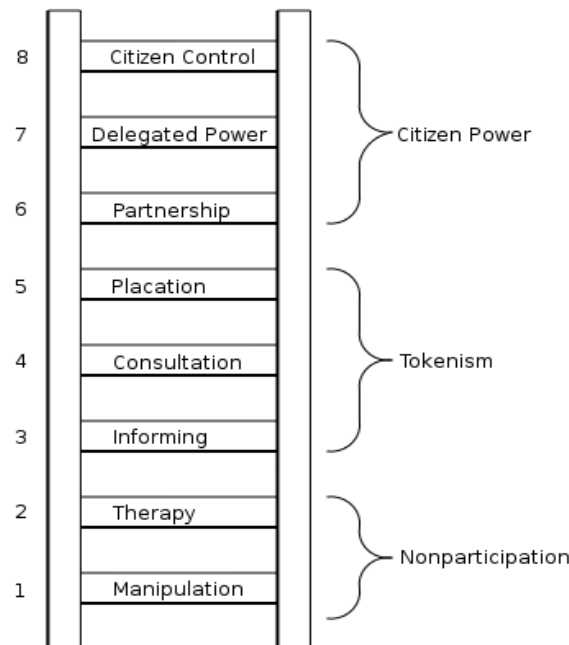 8 Citizen Control
7 Delegated Power Citizen Power
6 Partnership
5 Placation
4 Consultation Tokenism
3 Informing
2 Therapy
Nonparticipation
1 Manipulation